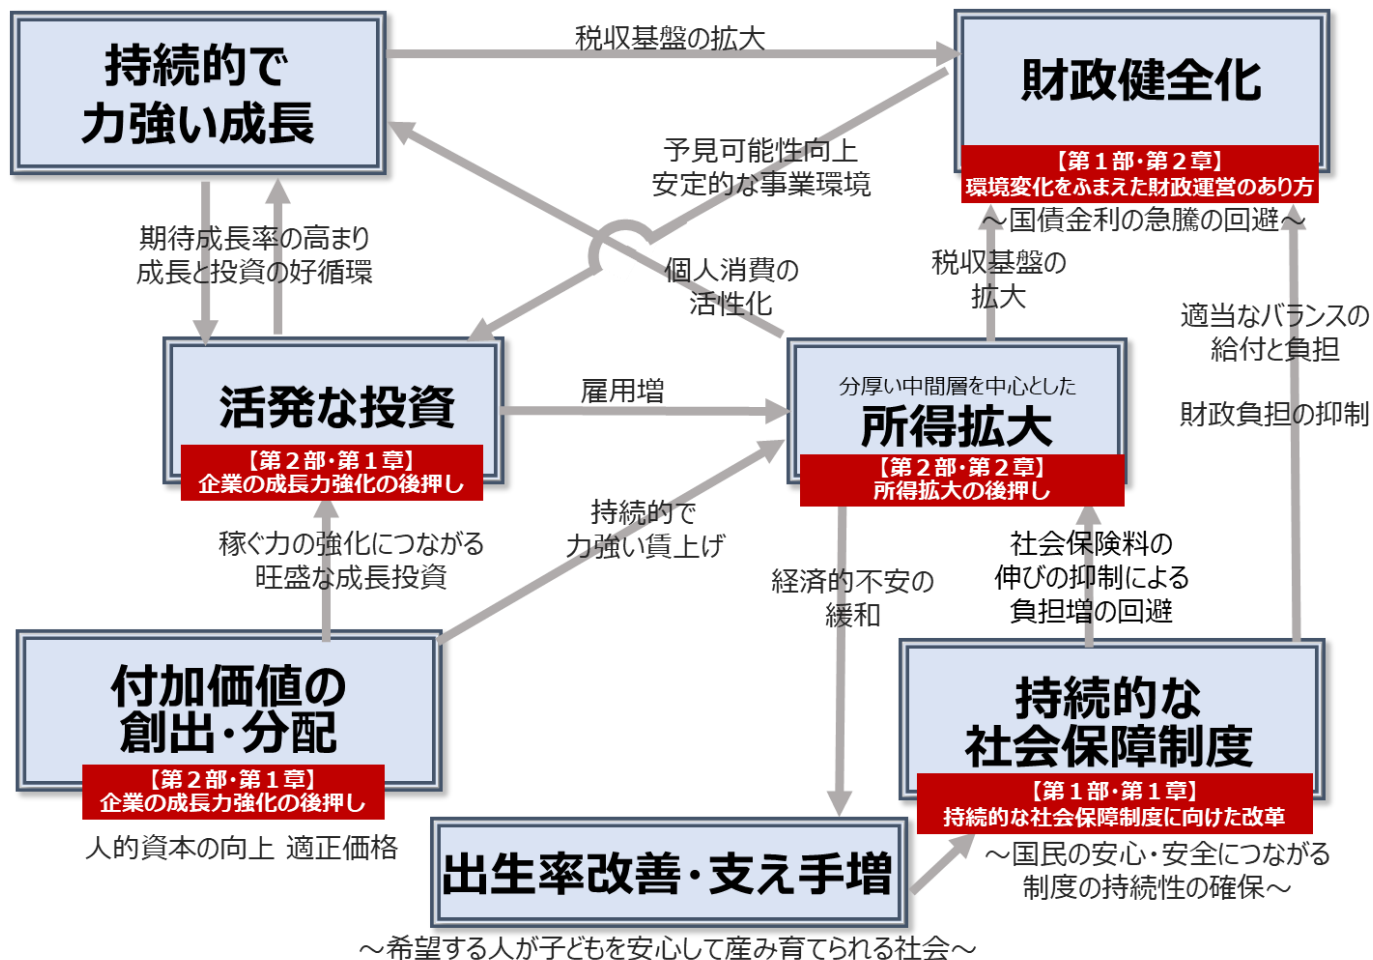 持続的で
力強い成長
税収基盤の拡大
財政健全化
【第１部・第２章】
環境変化をふまえた財政運営のあり方
～国債金利の急騰の回避～
予見可能性向上
安定的な事業環境
期待成長率の高まり
成長と投資の好循環
個人消費の
活性化
税収基盤の
拡大
適当なバランスの
給付と負担
財政負担の抑制
活発な投資
【第２部・第１章】
企業の成長力強化の後押し
雇用増
分厚い中間層を中心とした
所得拡大
【第２部・第２章】
所得拡大の後押し
稼ぐ力の強化につながる
旺盛な成長投資
持続的で
力強い賃上げ
経済的不安の
緩和
社会保険料の
伸びの抑制による
負担増の回避
付加価値の
創出・分配
【第２部・第１章】
企業の成長力強化の後押し
人的資本の向上 適正価格
持続的な
社会保障制度
【第１部・第１章】
持続的な社会保障制度に向けた改革
～国民の安心・安全につながる
制度の持続性の確保～
出生率改善・支え手増
～希望する人が子どもを安心して産み育てられる社会～